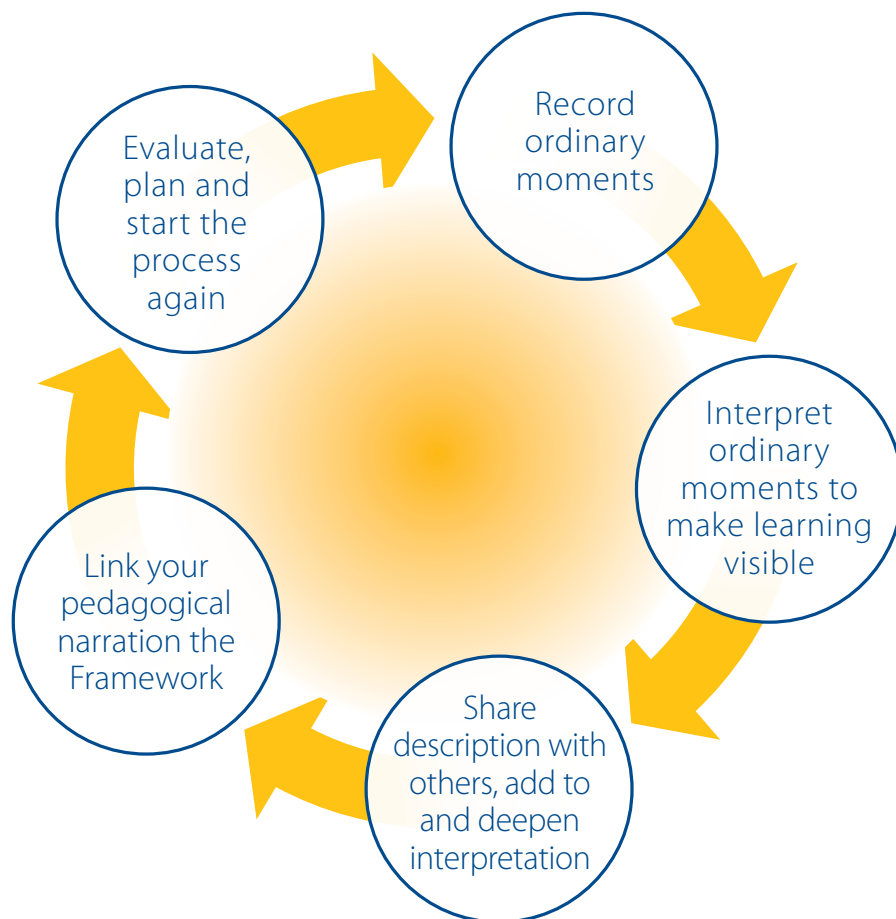 Record
ordinary
moments
Interpret
ordinary
moments to
make learning
visible
Share
description with
others, add to
and deepen
interpretation
Link your
pedagogical
narration the
Framework
Evaluate,
plan and
start the
process
again